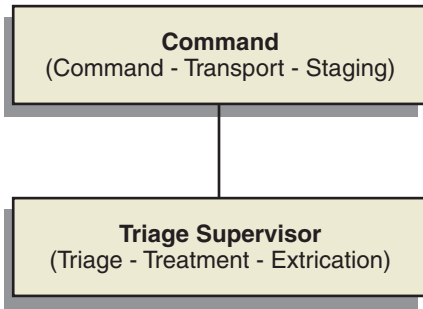 Command
(Command - Transport - Staging)
Triage Supervisor
(Triage - Treatment - Extrication)